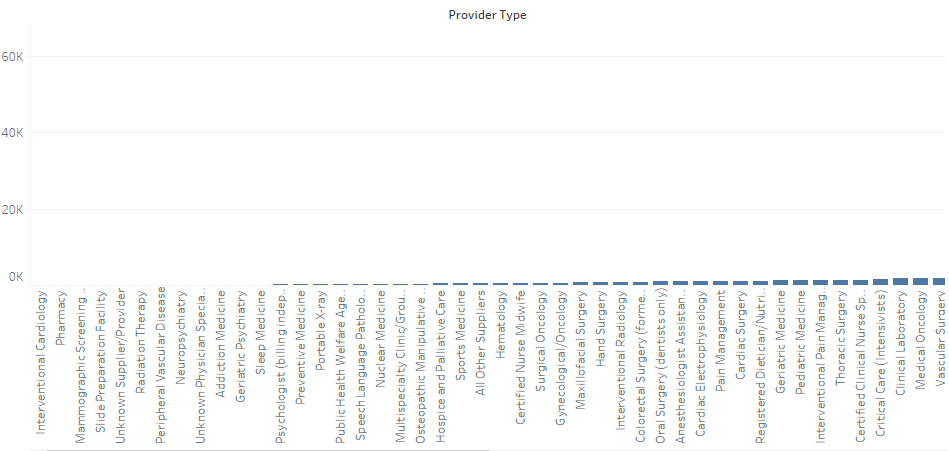 Provider Type
60K
40K
20K
0K
Interventional Cardiology
Pharmacy
Mammographic Screening...
Slide Preparation Facility
Unknown Supplier/Provider
Radiation Therapy
Peripheral Vascular Disease
Neuropsychiatry
Unknown Physician Specia..
Addiction Medicine
Geriatric Psychiatry
Sleep Medicine
Psychologist (billing indep..
Preventive Medicine
Portable X-ray
Public Health Welfare Age..
Speech Language Patholo..
Nuclear Medicine
Multispecialty Clinic/Grou..
Osteopathic Manipulative ..
Hospice and Palliative Care
Sports Medicine
All Other Suppliers
Hematology
Certified Nurse Midwife
Surgical Oncology
Gynecological/Oncology
Maxillofacial Surgery
Hand Surgery
Interventional Radiology
Colorectal Surgery (forme..
Oral Surgery (dentists only)
Anesthesiologist Assistan..
Cardiac Electrophysiology
Pain Management
Cardiac Surgery
Registered Dietician/Nutri..
Geriatric Medicine
Pediatric Medicine
Interventional Pain Manag..
Thoracic Surgery
Certified Clinical Nurse Sp..
Critical Care (Intensivists)
Clinical Laboratory
Medical Oncology
Vascular Surgery